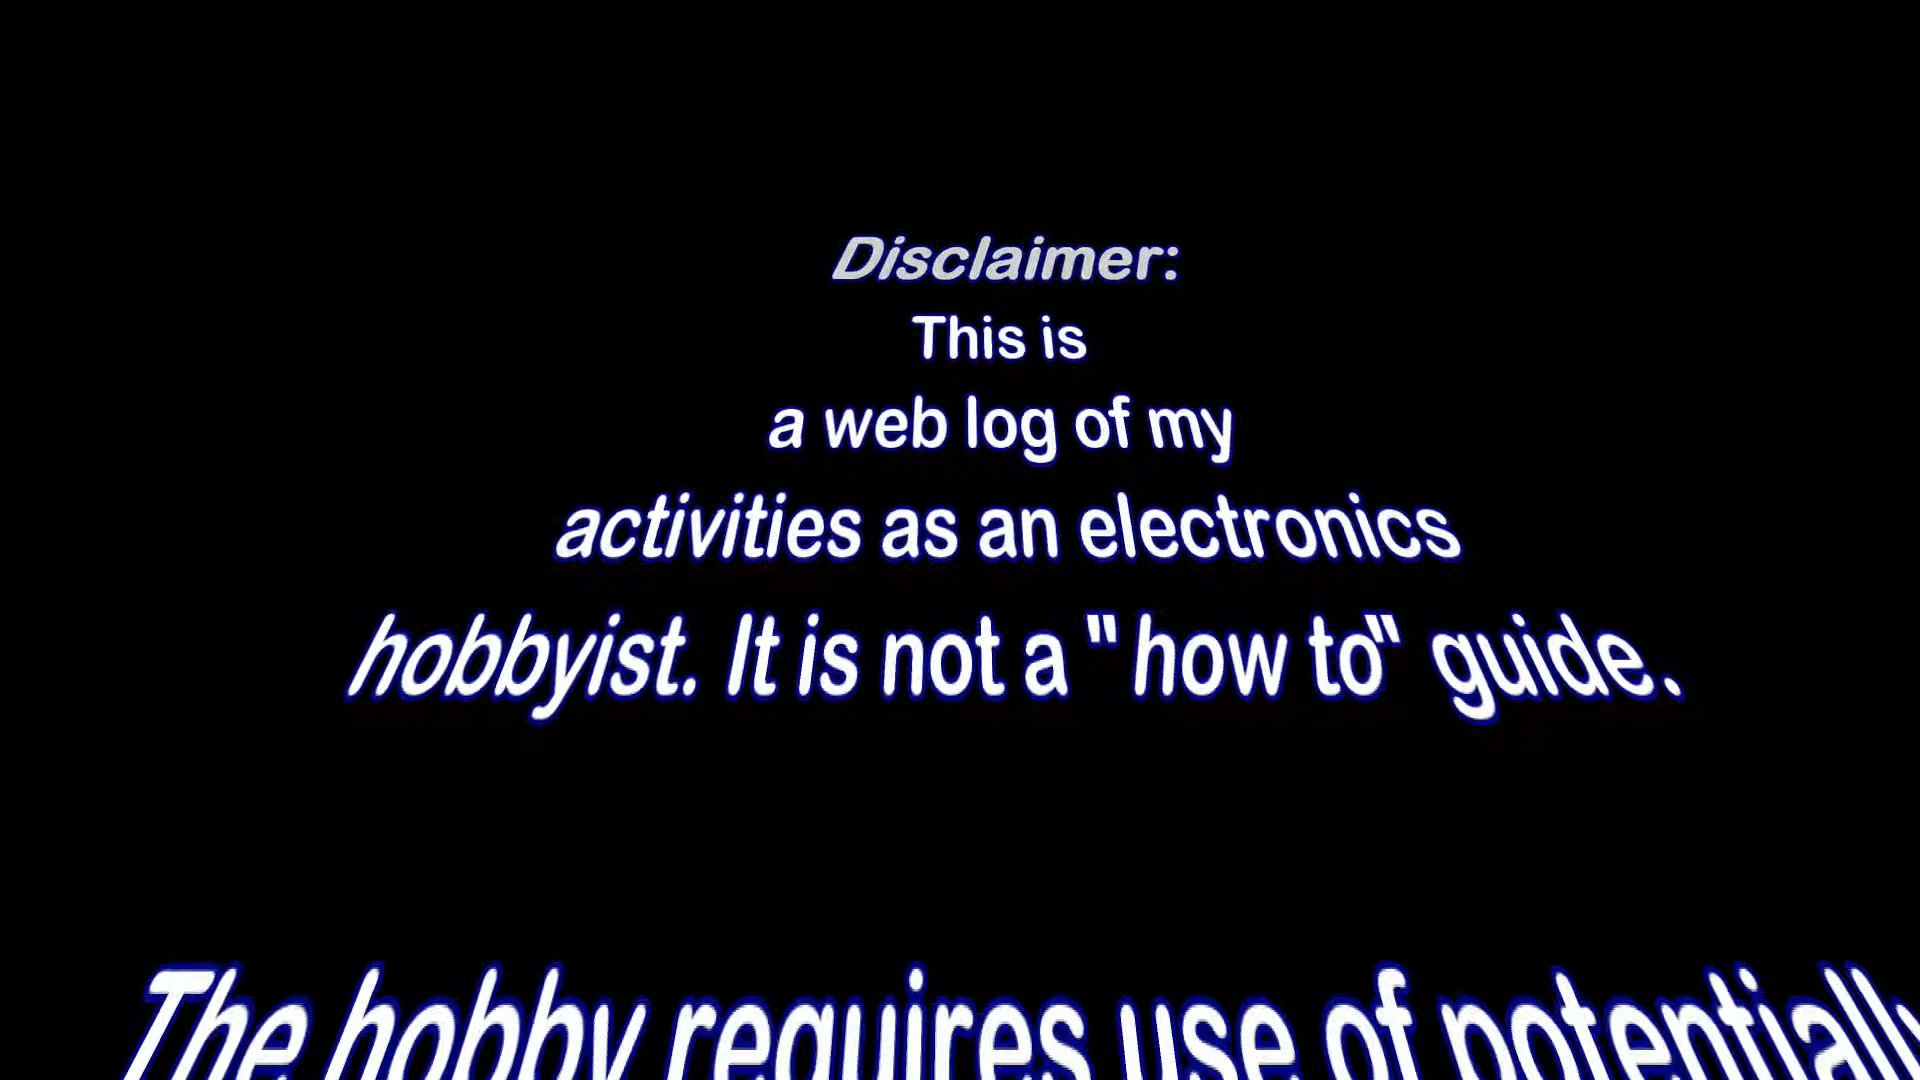 Disclaimer:
This is
a web log of my
activities as an electronics
hobbyist. It is not a "how to" guide.
The hobby requires use of potentially